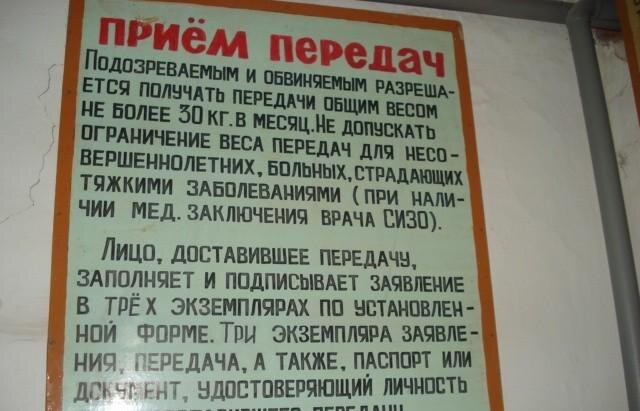 ПРИЁМ ПЕРЕДАЧ
ПОДОЗРЕВАЕМЫМ И ОБВИНЯЕМЫМ РАЗРЕША-
ЕТСЯ ПОЛУЧАТЬ ПЕРЕДАЧИ ОБЩИМ ВЕСОМ
НЕ БОЛЕЕ 30 КГ. В МЕСЯЦ. НЕ ДОПУСКАТЬ
ОГРАНИЧЕНИЕ ВЕСА ПЕРЕДАЧ ДЛЯ НЕСО-
ВЕРШЕННОЛЕТНИХ, БОЛЬНЫХ, СТРАДАЮЩИХ
ТЯЖКИМИ ЗАБОЛЕВАНИЯМИ (ПРИ НАЛИ-
ЧИИ МЕД. ЗАКЛЮЧЕНИЯ ВРАЧА СИЗО).
ЛИЦО, ДОСТАВИВШЕЕ ПЕРЕДАЧУ,
ЗАПОЛНЯЕТ И ПОДПИСЫВАЕТ ЗАЯВЛЕНИЕ
В ТРЁХ ЭКЗЕМПЛЯРАХ ПО УСТАНОВЛЕН-
НОЙ ФОРМЕ. ТРИ ЭКЗЕМПЛЯРА ЗАЯВЛЕ-
НИЯ, ПЕРЕДАЧА, А ТАКЖЕ, ПАСПОРТ ИЛИ
ДОКУМЕНТ, УДОСТОВЕРЯЮЩИЙ ЛИЧНОСТЬ
ПЕРЕДАЧУ